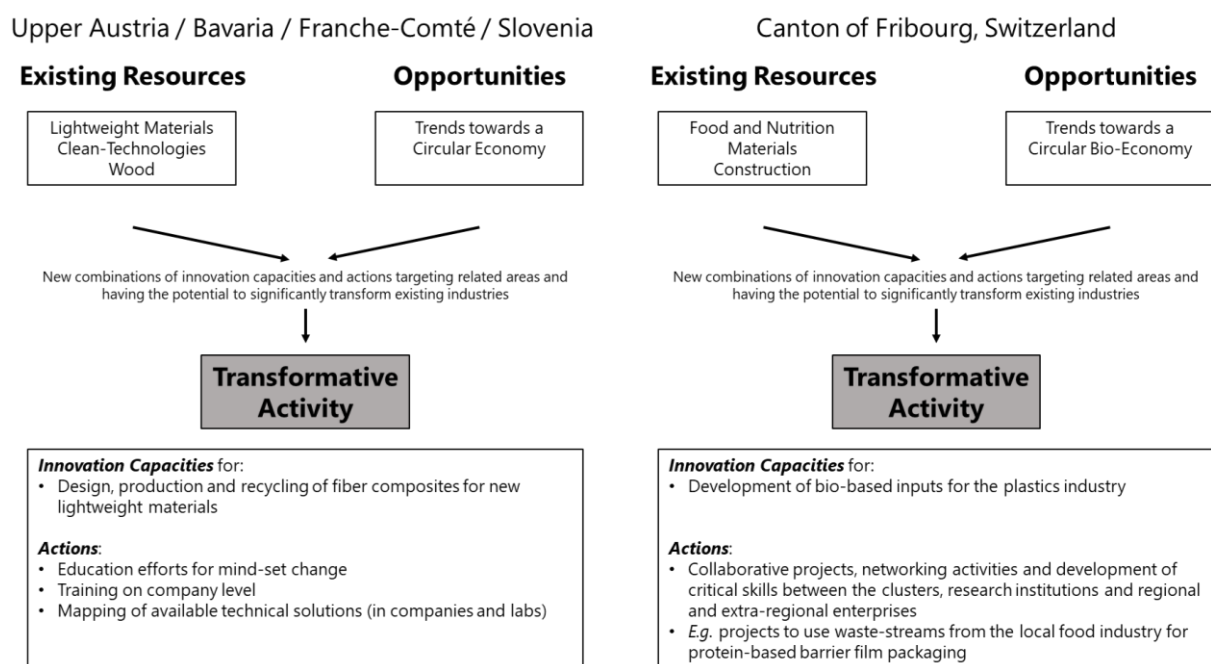 Upper Austria / Bavaria / Franche-Comté / Slovenia
Existing Resources
Opportunities
Lightweight Materials
Clean-Technologies
Wood
Trends towards a
Circular Economy
New combinations of innovation capacities and actions targeting related areas and
having the potential to significantly transform existing industries
Transformative
Activity
Innovation Capacities for:
• Design, production and recycling of fiber composites for new
lightweight materials
Actions:
• Education efforts for mind-set change
• Training on company level
• Mapping of available technical solutions (in companies and labs)
Canton of Fribourg, Switzerland
Existing Resources
Opportunities
Food and Nutrition
Materials
Construction
Trends towards a
Circular Bio-Economy
New combinations of innovation capacities and actions targeting related areas and
having the potential to significantly transform existing industries
Transformative
Activity
Innovation Capacities for:
• Development of bio-based inputs for the plastics industry
Actions:
• Collaborative projects, networking activities and development of
critical skills between the clusters, research institutions and regional
and extra-regional enterprises
• E.g. projects to use waste-streams from the local food industry for
protein-based barrier film packaging